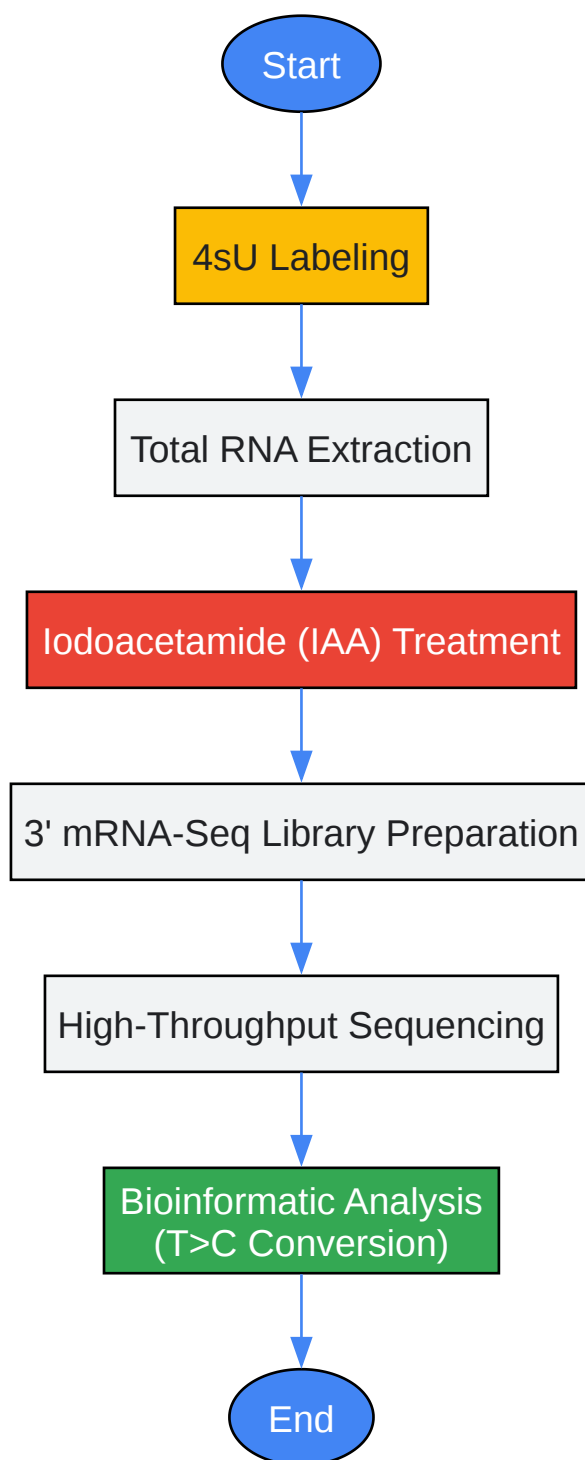 Start
4sU Labeling
Total RNA Extraction
Iodoacetamide (IAA) Treatment
3' mRNA-Seq Library Preparation
High-Throughput Sequencing
Bioinformatic Analysis
(T>C Conversion)
End